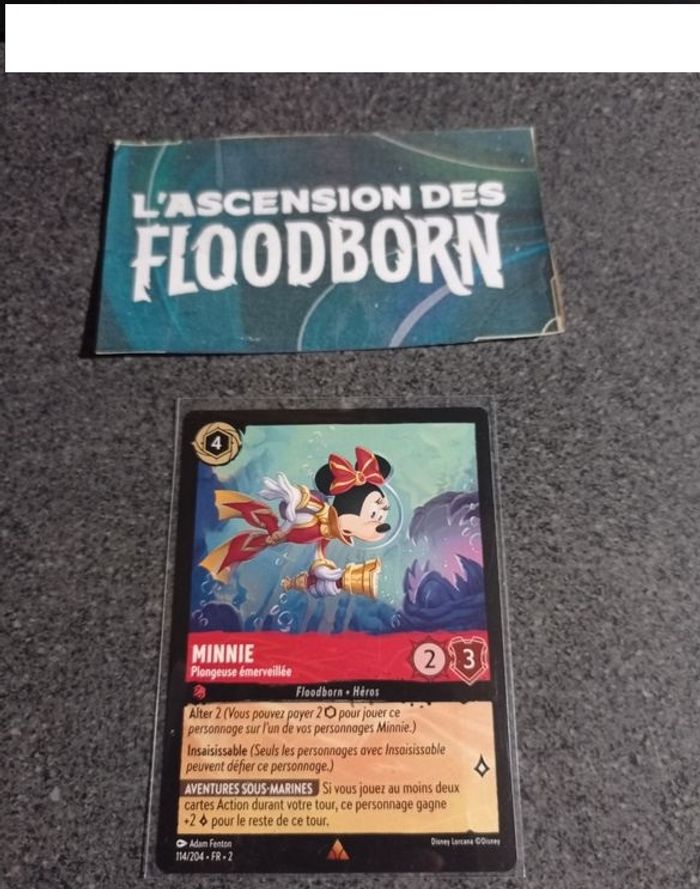 L'ASCENSION DES
FLOODBORN
4
MINNIE
Plongeuse émerveillée
2 3
Floodborn • Héros
Alter 2 (Vous pouvez payer 2 pour jouer ce
personnage sur l'un de vos personnages Minnie.)
Insaisissable (Seuls les personnages avec Insaisissable
peuvent défier ce personnage.)
AVENTURES SOUS-MARINES Si vous jouez au moins deux
cartes Action durant votre tour, ce personnage gagne
+2 pour le reste de ce tour.
Adam Fenton
Disney Lorcana ©Disney
114/204 • FR • 2